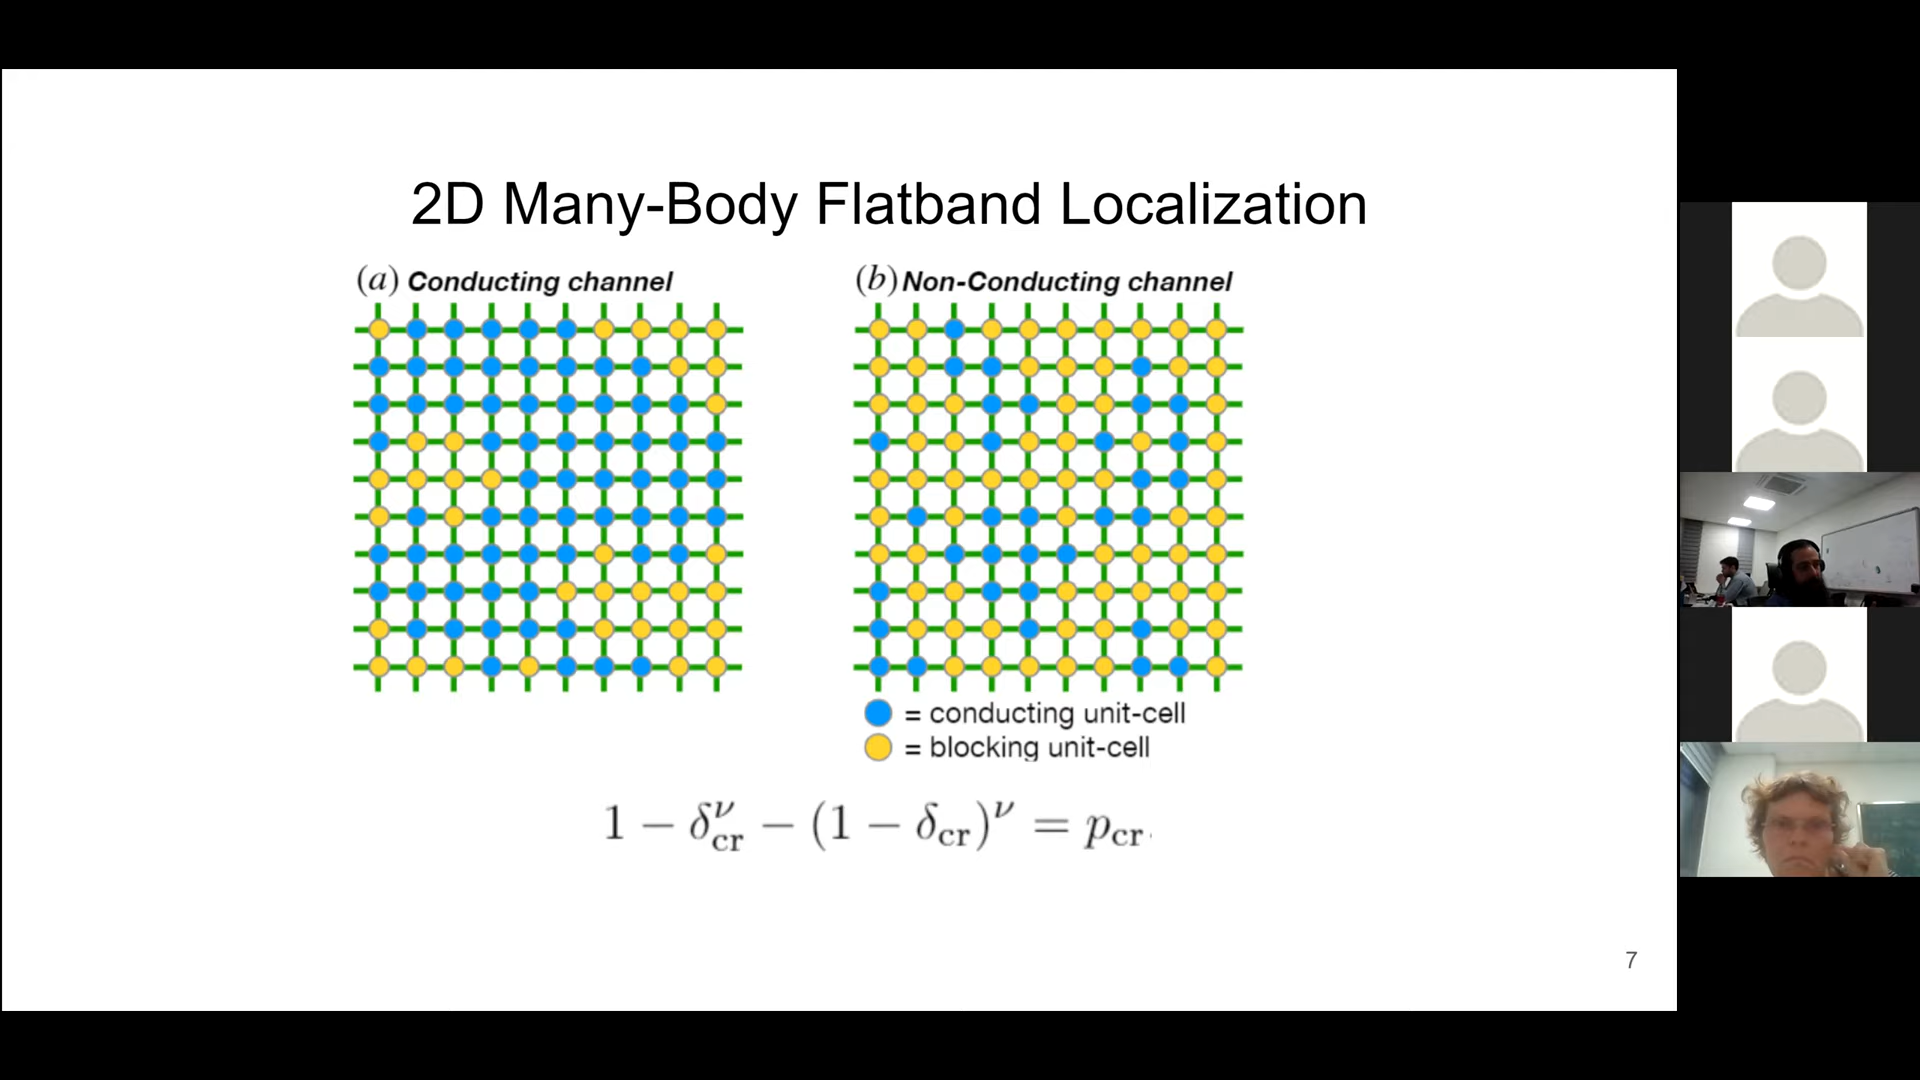 2D Many-Body Flatband Localization
(a) Conducting channel
(b) Non-Conducting channel
= conducting unit-cell
= blocking unit-cell
1 − δ_cr^ν − (1 − δ_cr)^ν = p_cr.
7